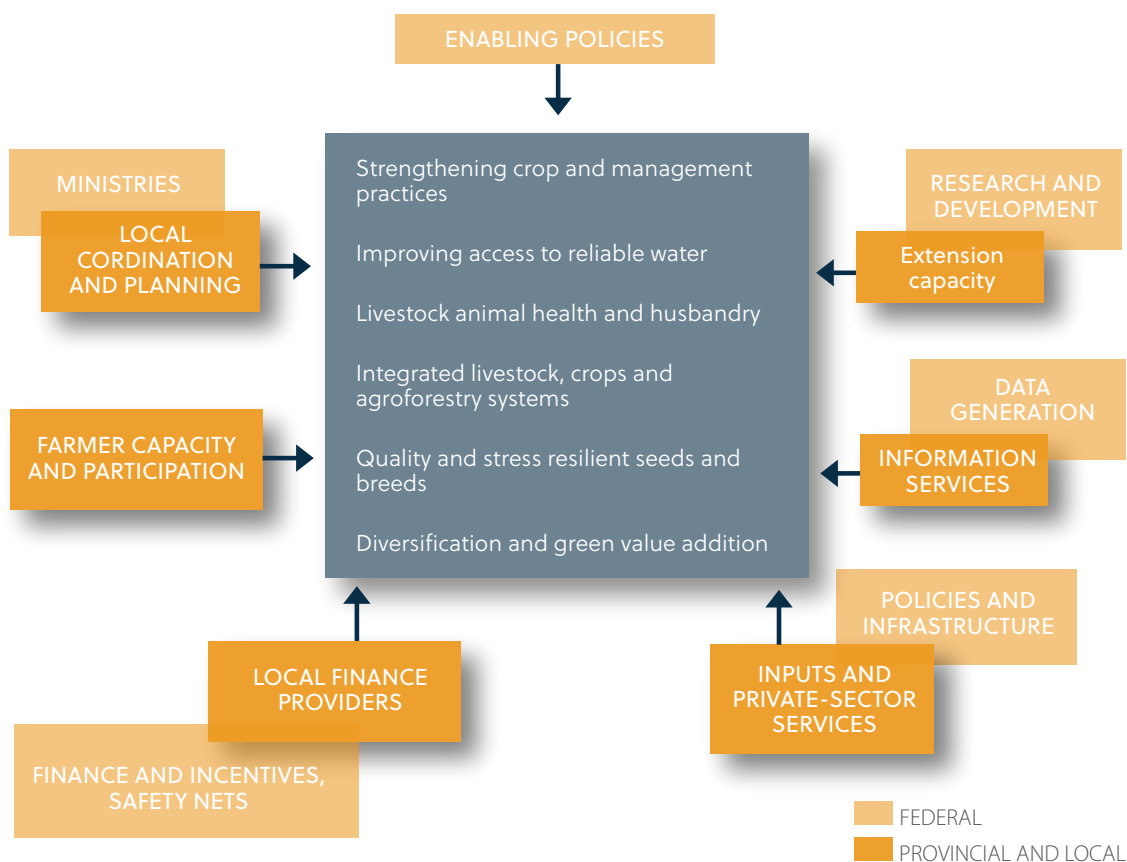 ENABLING POLICIES
MINISTRIES
LOCAL
CORDINATION
AND PLANNING
FARMER CAPACITY
AND PARTICIPATION
Strengthening crop and management
practices
Improving access to reliable water
Livestock animal health and husbandry
Integrated livestock, crops and
agroforestry systems
Quality and stress resilient seeds and
breeds
Diversification and green value addition
RESEARCH AND
DEVELOPMENT
Extension
capacity
DATA
GENERATION
INFORMATION
SERVICES
POLICIES AND
INFRASTRUCTURE
INPUTS AND
PRIVATE-SECTOR
SERVICES
LOCAL FINANCE
PROVIDERS
FINANCE AND INCENTIVES,
SAFETY NETS
FEDERAL
PROVINCIAL AND LOCAL